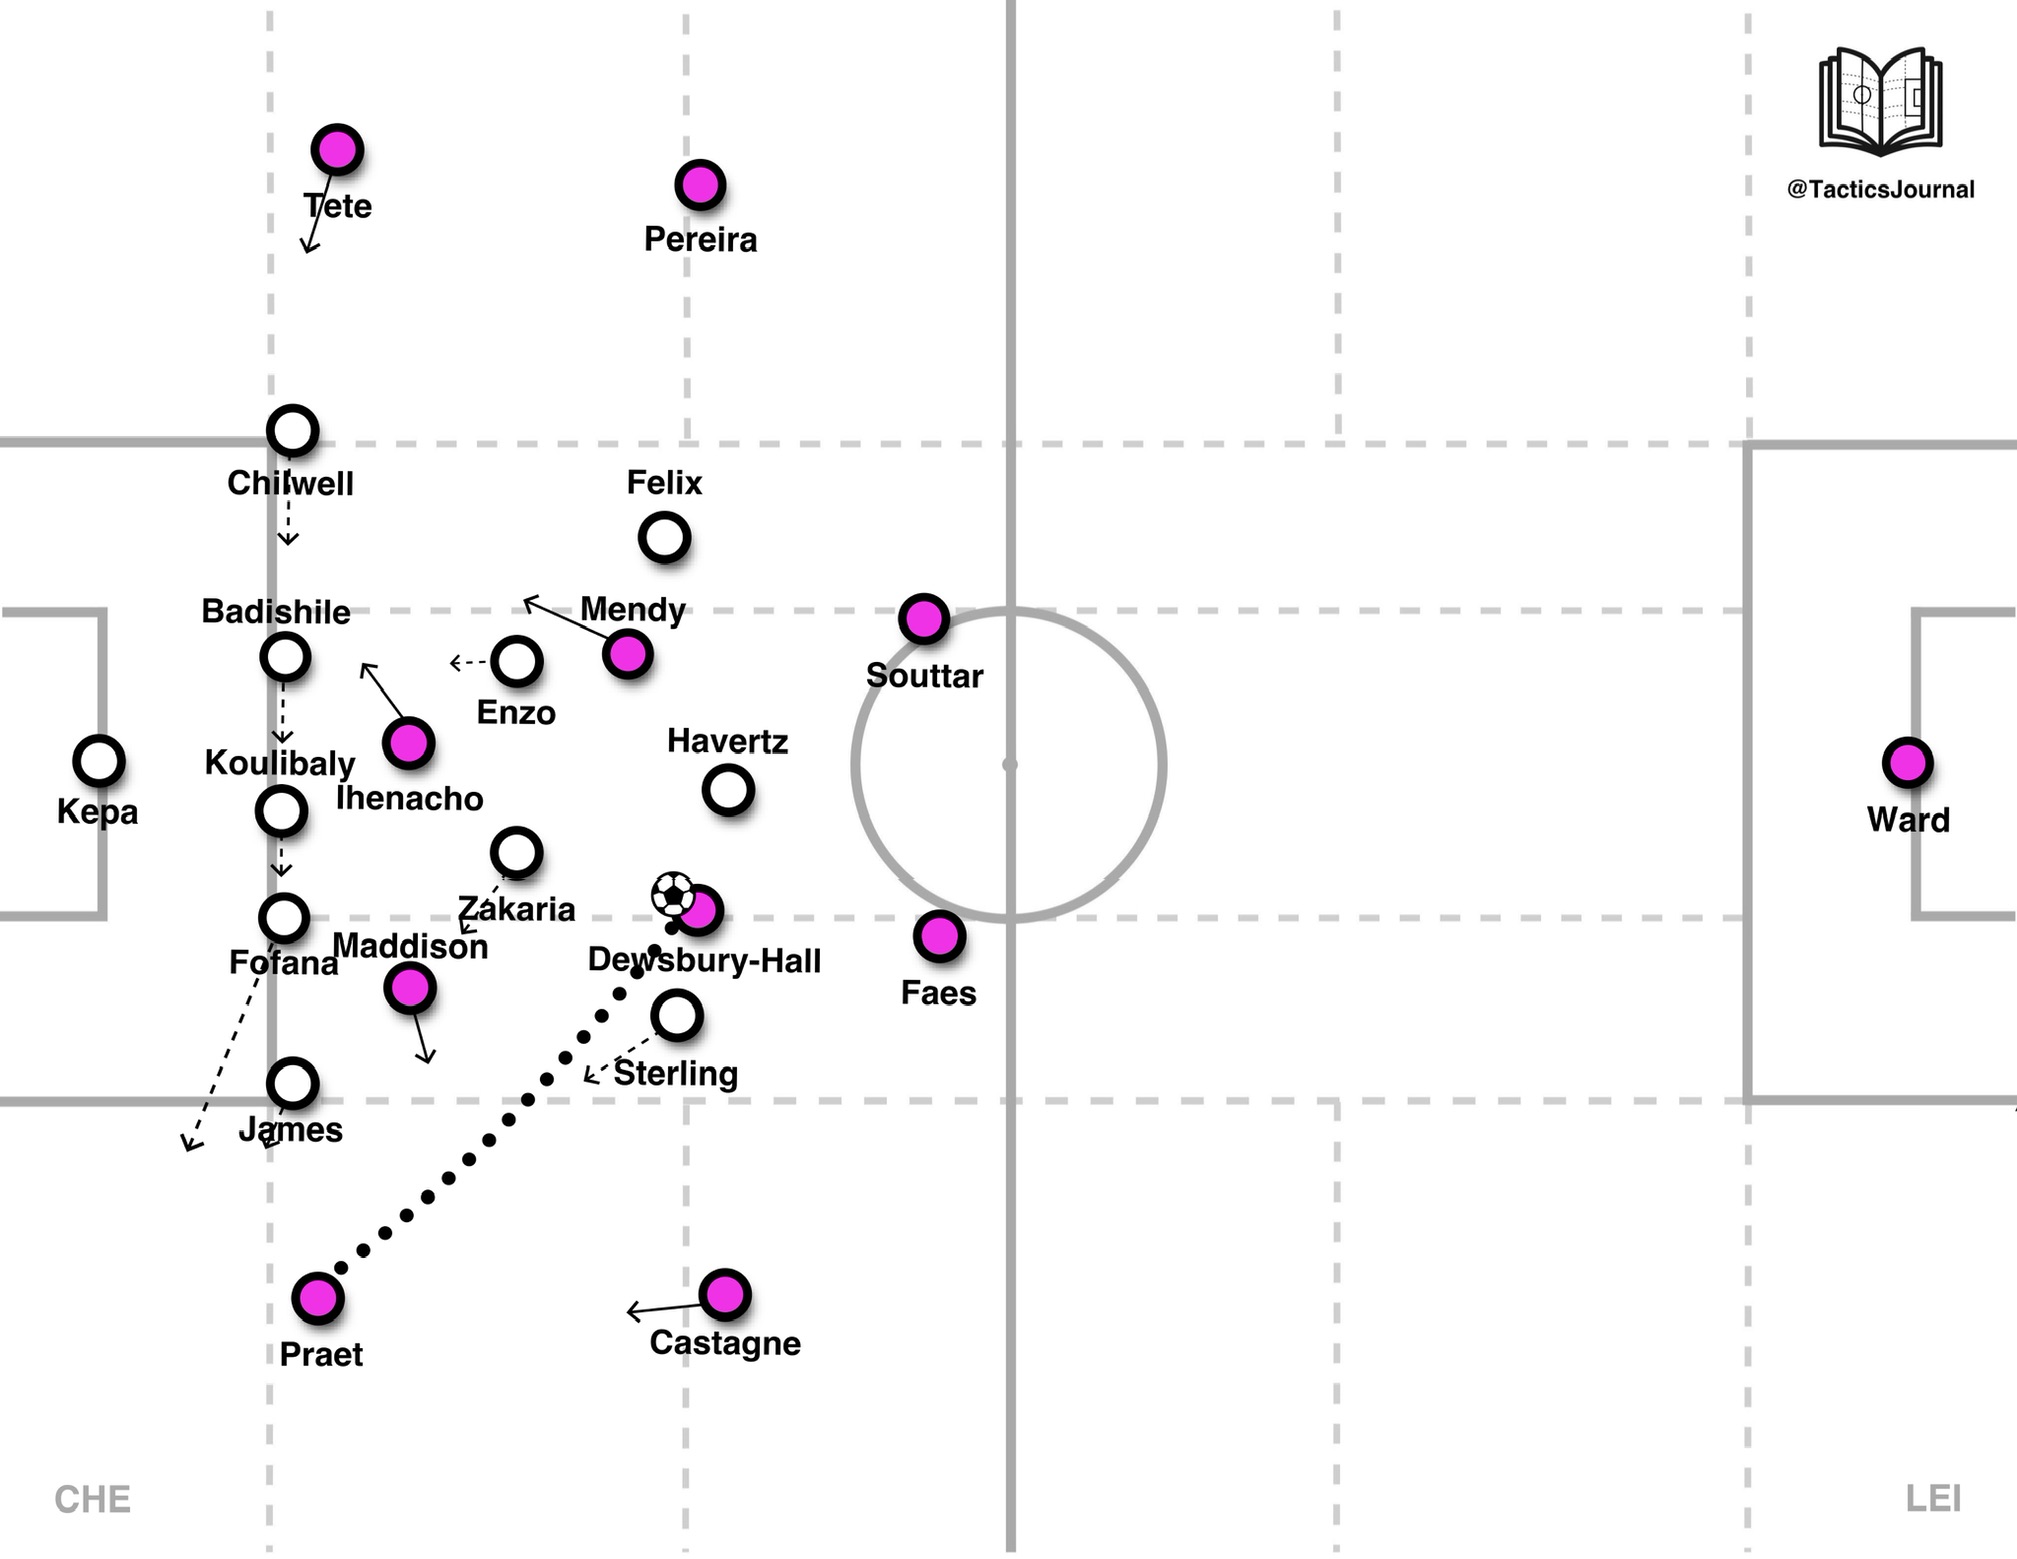 @TacticsJournal
Tete
Pereira
Chilwell
Felix
Badishile
Mendy
Souttar
Enzo
Havertz
Koulibaly
Ihenacho
Kepa
Ward
Zakaria
Maddison
Fofana
Dewsbury-Hall
Faes
Sterling
James
Praet
Castagne
CHE
LEI